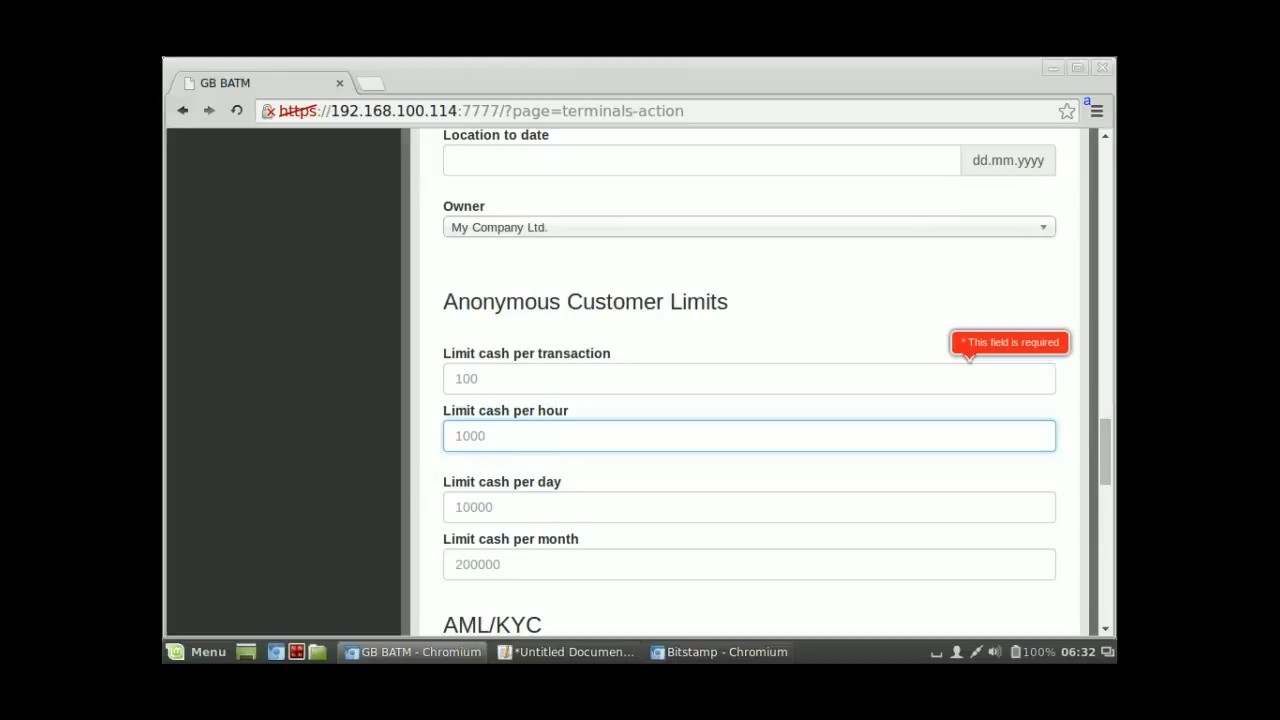 GB BATM
https://192.168.100.114:7777/?page=terminals-action
a
Location to date
dd.mm.yyyy
Owner
My Company Ltd.
Anonymous Customer Limits
* This field is required
Limit cash per transaction
100
Limit cash per hour
1000
Limit cash per day
10000
Limit cash per month
200000
AML/KYC
Menu GB BATM - Chromium *Untitled Documen... Bitstamp - Chromium 100% 06:32